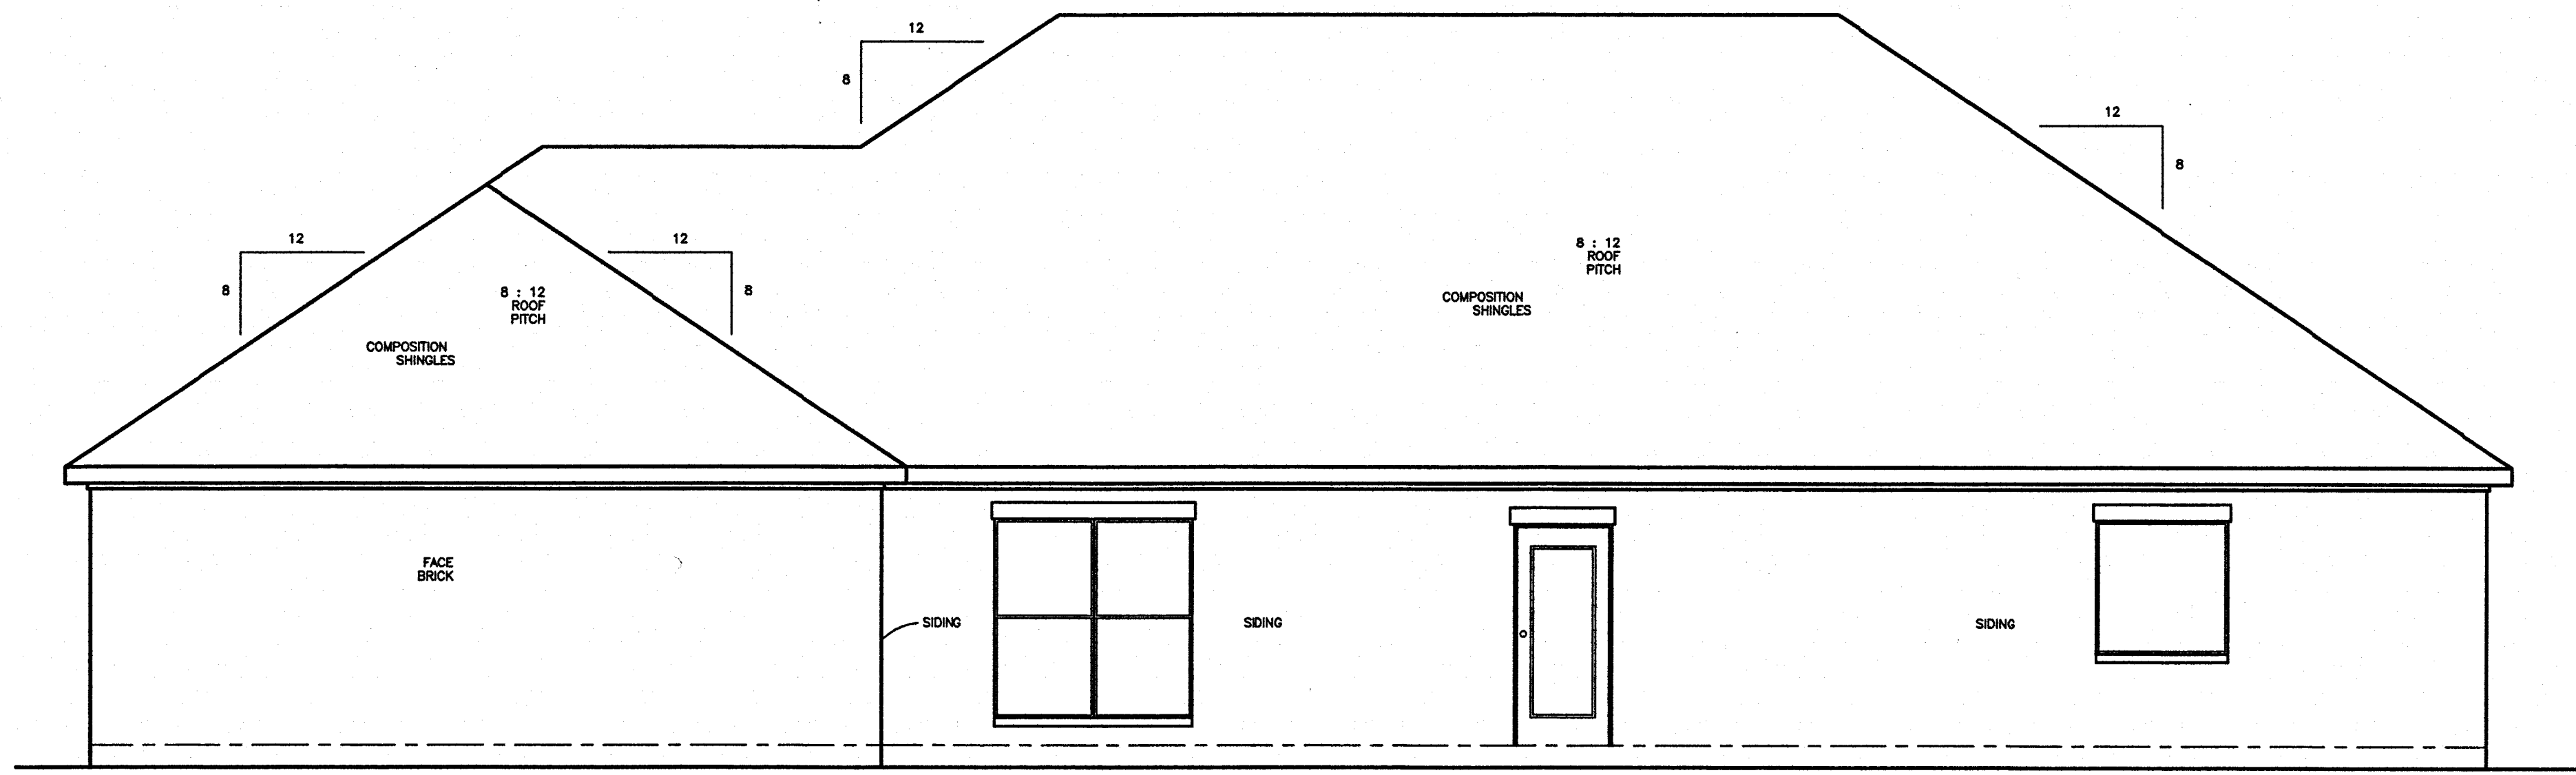 12
8
12
8
12
8
12
8
8 : 12
ROOF
PITCH
COMPOSITION
SHINGLES
8 : 12
ROOF
PITCH
COMPOSITION
SHINGLES
FACE
BRICK
SIDING
SIDING
SIDING